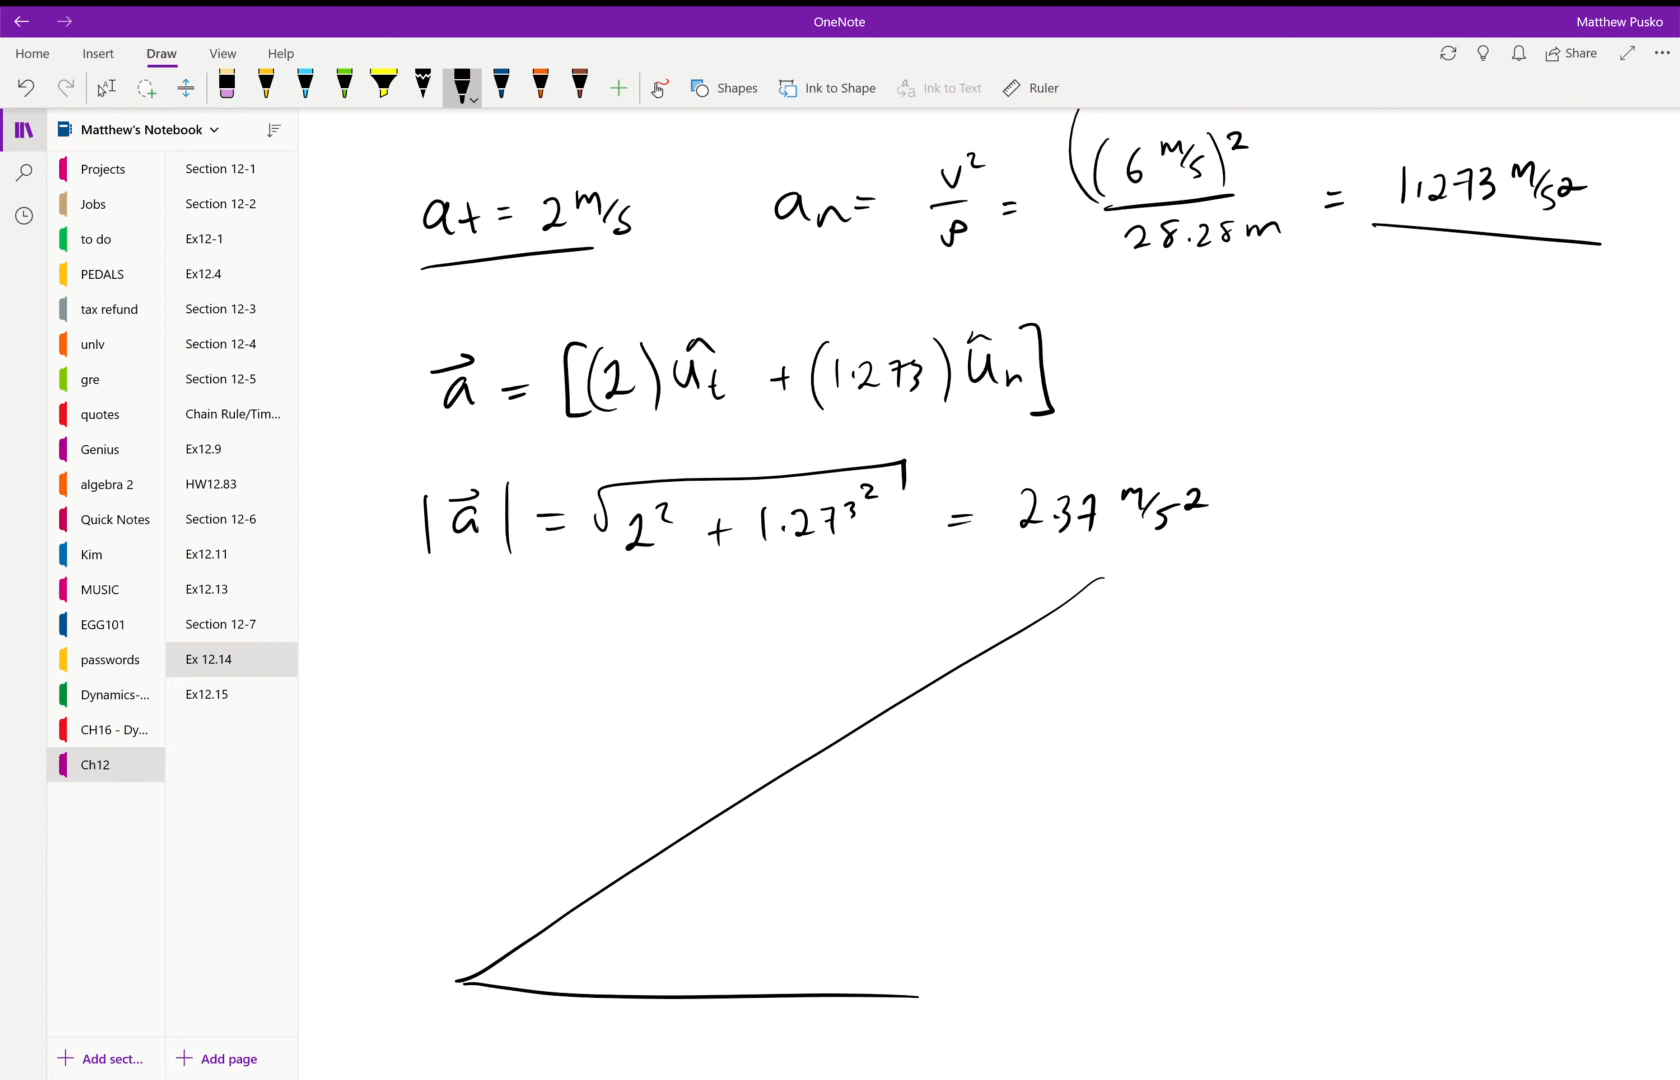 OneNote
Matthew Pusko
Home Insert Draw View Help
Share
Shapes Ink to Shape Ink to Text Ruler
Matthew's Notebook
Projects
Jobs
to do
PEDALS
tax refund
unlv
gre
quotes
Genius
algebra 2
Quick Notes
Kim
MUSIC
EGG101
passwords
Dynamics-...
CH16 - Dy...
Ch12
Add sect...
Section 12-1
Section 12-2
Ex12-1
Ex12.4
Section 12-3
Section 12-4
Section 12-5
Chain Rule/Tim...
Ex12.9
HW12.83
Section 12-6
Ex12.11
Ex12.13
Section 12-7
Ex 12.14
Ex12.15
Add page
at = 2 m/s an = v²/ρ = (6 m/s)²/28.28m = 1.273 m/s2
a⃗ = [(2)û_t + (1.273)û_n]
|a⃗| = √2² + 1.273² = 2.37 m/s2